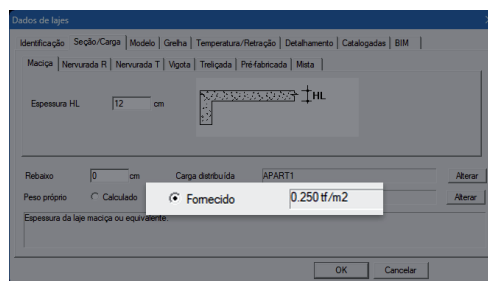 Dados de lajes
Identificação Seção/Carga Modelo Grelha Temperatura/Retração Detalhamento Catalogadas BIM
Maciça Nervurada R Nervurada T Vigota Treliçada Pré-fabricada Mista
Espessura HL 12 cm HL
Rebaixo 0 cm Carga distribuída APART1 Alterar
Peso próprio Calculado Fornecido 0.250 tf/m2 Alterar
Espessura da laje maciça ou equivalente.
OK Cancelar